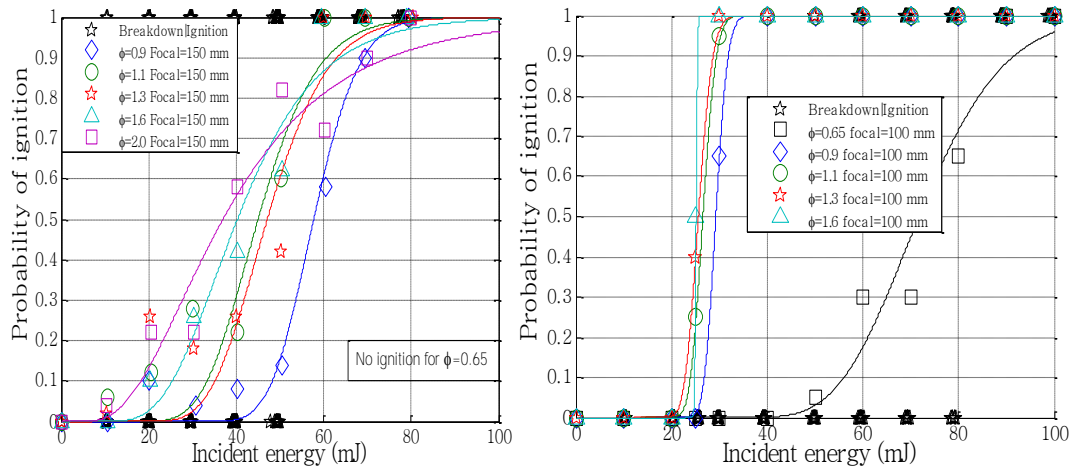 1
0.9
0.8
0.7
0.6
0.5
0.4
0.3
0.2
0.1
0
0 20 40 60 80 100
Probability of ignition
Incident energy (mJ)
Breakdown|Ignition
ϕ=0.9 Focal=150 mm
ϕ=1.1 Focal=150 mm
ϕ=1.3 Focal=150 mm
ϕ=1.6 Focal=150 mm
ϕ=2.0 Focal=150 mm
No ignition for ϕ=0.65
1
0.9
0.8
0.7
0.6
0.5
0.4
0.3
0.2
0.1
0
0 20 40 60 80 100
Probability of ignition
Incident energy (mJ)
Breakdown|Ignition
ϕ=0.65 focal=100 mm
ϕ=0.9 focal=100 mm
ϕ=1.1 focal=100 mm
ϕ=1.3 focal=100 mm
ϕ=1.6 focal=100 mm